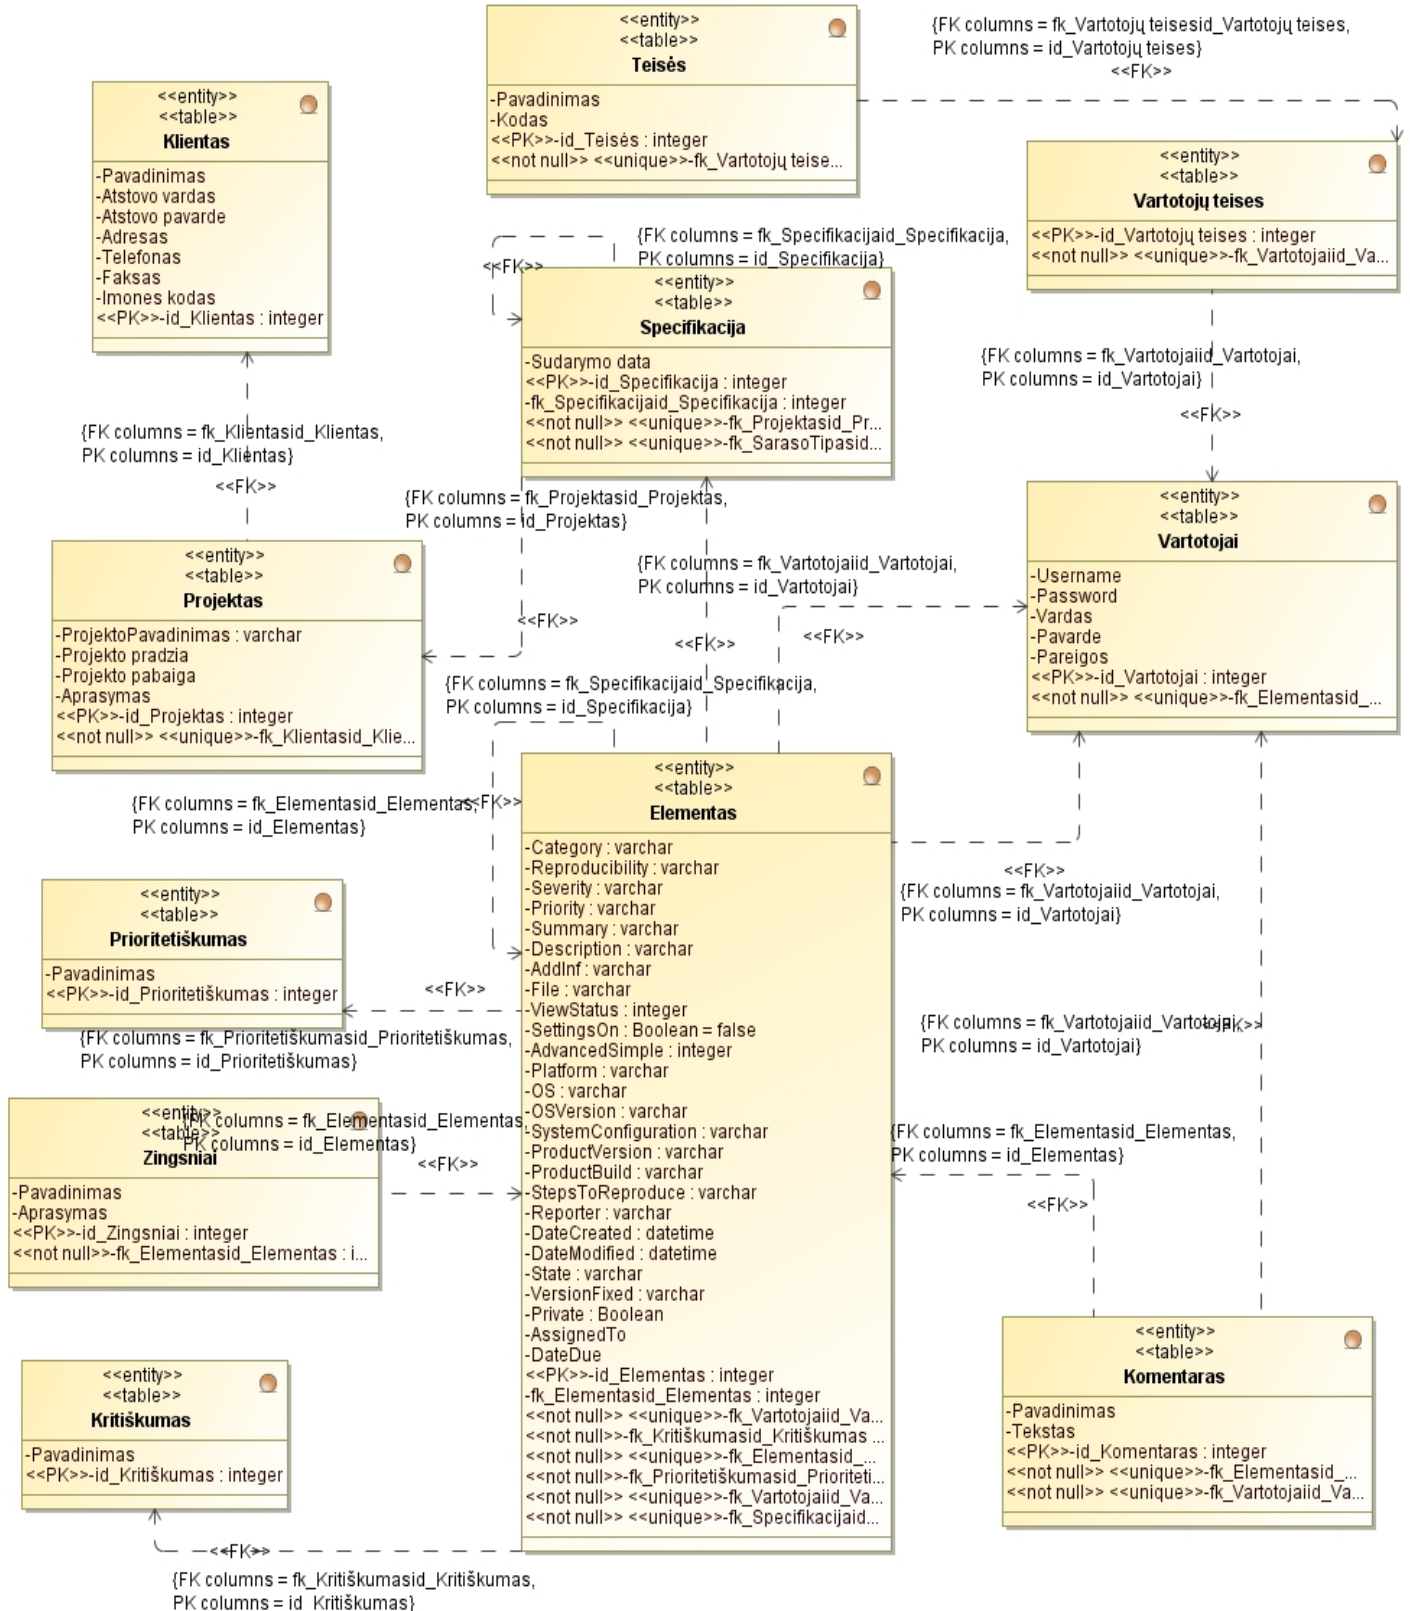 <<entity>>
<<table>>
Teisės
-Pavadinimas
-Kodas
<<PK>>-id_Teisės : integer
<<not null>> <<unique>>-fk_Vartotojų teise...
{FK columns = fk_Vartotojų teisesid_Vartotojų teises,
PK columns = id_Vartotojų teises}
<<FK>>
<<entity>>
<<table>>
Klientas
-Pavadinimas
-Atstovo vardas
-Atstovo pavarde
-Adresas
-Telefonas
-Faksas
-Imones kodas
<<PK>>-id_Klientas : integer
<<entity>>
<<table>>
Vartotojų teises
<<PK>>-id_Vartotojų teises : integer
<<not null>> <<unique>>-fk_Vartotojaiid_Va...
{FK columns = fk_Specifikacijaid_Specifikacija,
PK columns = id_Specifikacija}
<<FK>>
<<entity>>
<<table>>
Specifikacija
-Sudarymo data
<<PK>>-id_Specifikacija : integer
-fk_Specifikacijaid_Specifikacija : integer
<<not null>> <<unique>>-fk_Projektasid_Pr...
<<not null>> <<unique>>-fk_SarasoTipasid...
{FK columns = fk_Vartotojaiid_Vartotojai,
PK columns = id_Vartotojai}
<<FK>>
{FK columns = fk_Klientasid_Klientas,
PK columns = id_Klientas}
<<FK>>
{FK columns = fk_Projektasid_Projektas,
PK columns = id_Projektas}
<<FK>>
<<entity>>
<<table>>
Vartotojai
-Username
-Password
-Vardas
-Pavarde
-Pareigos
<<PK>>-id_Vartotojai : integer
<<not null>> <<unique>>-fk_Elementasid_...
<<entity>>
<<table>>
Projektas
-ProjektoPavadinimas : varchar
-Projekto pradzia
-Projekto pabaiga
-Aprasymas
<<PK>>-id_Projektas : integer
<<not null>> <<unique>>-fk_Klientasid_Klie...
{FK columns = fk_Vartotojaiid_Vartotojai,
PK columns = id_Vartotojai}
<<FK>>
<<FK>>
{FK columns = fk_Specifikacijaid_Specifikacija,
PK columns = id_Specifikacija}
{FK columns = fk_Elementasid_Elementas,
PK columns = id_Elementas}
<<FK>>
<<entity>>
<<table>>
Elementas
-Category : varchar
-Reproducibility : varchar
-Severity : varchar
-Priority : varchar
-Summary : varchar
-Description : varchar
-AddInf : varchar
-File : varchar
-ViewStatus : integer
-SettingsOn : Boolean = false
-AdvancedSimple : integer
-Platform : varchar
-OS : varchar
-OSVersion : varchar
-SystemConfiguration : varchar
-ProductVersion : varchar
-ProductBuild : varchar
-StepsToReproduce : varchar
-Reporter : varchar
-DateCreated : datetime
-DateModified : datetime
-State : varchar
-VersionFixed : varchar
-Private : Boolean
-AssignedTo
-DateDue
<<PK>>-id_Elementas : integer
-fk_Elementasid_Elementas : integer
<<not null>> <<unique>>-fk_Vartotojaiid_Va...
<<not null>>-fk_Kritiškumasid_Kritiškumas ...
<<not null>> <<unique>>-fk_Elementasid_...
<<not null>>-fk_Prioritetiškumasid_Prioriteti...
<<not null>> <<unique>>-fk_Vartotojaiid_Va...
<<not null>> <<unique>>-fk_Specifikacijaid...
<<FK>>
{FK columns = fk_Vartotojaiid_Vartotojai,
PK columns = id_Vartotojai}
<<entity>>
<<table>>
Prioritetiškumas
-Pavadinimas
<<PK>>-id_Prioritetiškumas : integer
<<FK>>
{FK columns = fk_Prioritetiškumasid_Prioritetiškumas,
PK columns = id_Prioritetiškumas}
{FK columns = fk_Vartotojaiid_Vartotojai,
PK columns = id_Vartotojai}
<<FK>>
<<entity>>
<<table>>
Zingsniai
-Pavadinimas
-Aprasymas
<<PK>>-id_Zingsniai : integer
<<not null>>-fk_Elementasid_Elementas : i...
{FK columns = fk_Elementasid_Elementas,
PK columns = id_Elementas}
<<FK>>
{FK columns = fk_Elementasid_Elementas,
PK columns = id_Elementas}
<<FK>>
<<entity>>
<<table>>
Komentaras
-Pavadinimas
-Tekstas
<<PK>>-id_Komentaras : integer
<<not null>> <<unique>>-fk_Elementasid_...
<<not null>> <<unique>>-fk_Vartotojaiid_Va...
<<entity>>
<<table>>
Kritiškumas
-Pavadinimas
<<PK>>-id_Kritiškumas : integer
<<FK>>
{FK columns = fk_Kritiškumasid_Kritiškumas,
PK columns = id_Kritiškumas}